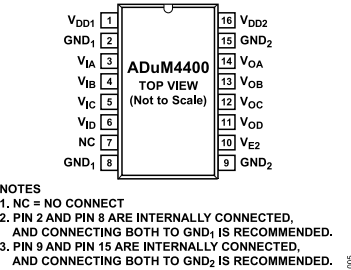 VDD1 1 16 VDD2
GND1 2 15 GND2
VIA 3 14 VOA
ADuM4400
VIB 4 TOP VIEW 13 VOB
VIC 5 (Not to Scale) 12 VOC
VID 6 11 VOD
NC 7 10 VE2
GND1 8 9 GND2
NOTES
1. NC = NO CONNECT
2. PIN 2 AND PIN 8 ARE INTERNALLY CONNECTED,
AND CONNECTING BOTH TO GND1 IS RECOMMENDED.
3. PIN 9 AND PIN 15 ARE INTERNALLY CONNECTED,
AND CONNECTING BOTH TO GND2 IS RECOMMENDED.